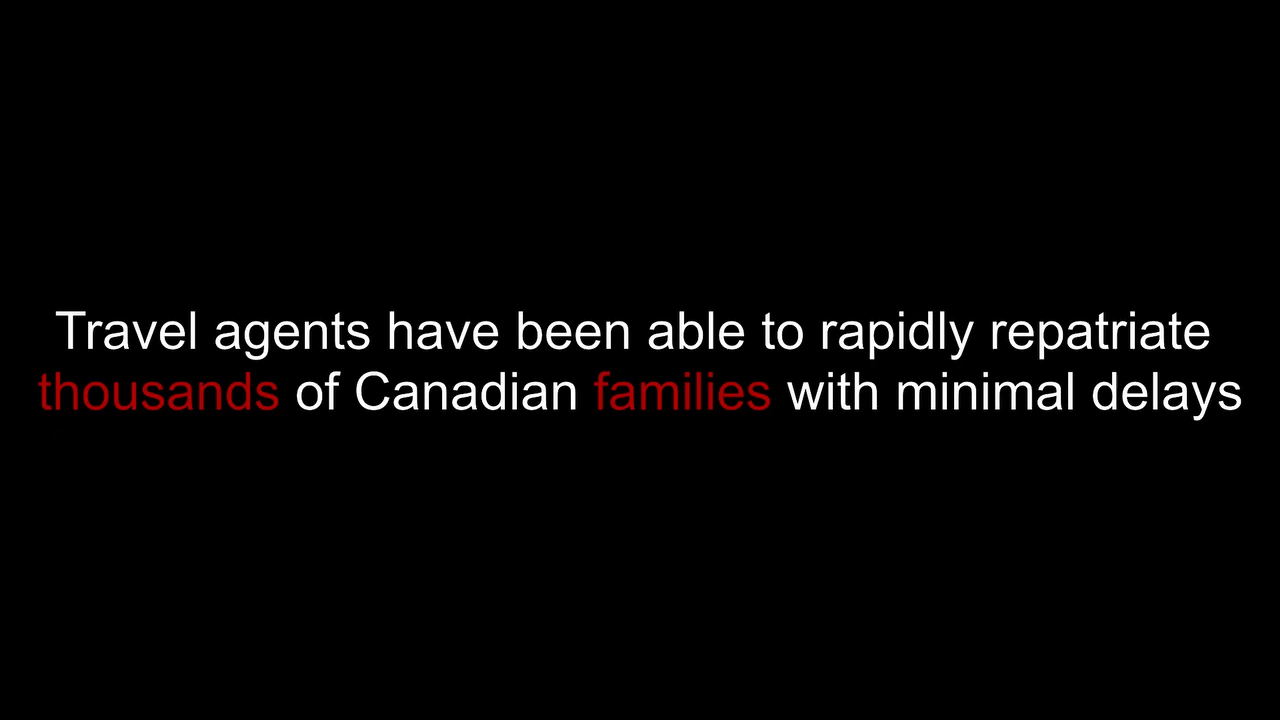 Travel agents have been able to rapidly repatriate
thousands of Canadian families with minimal delays